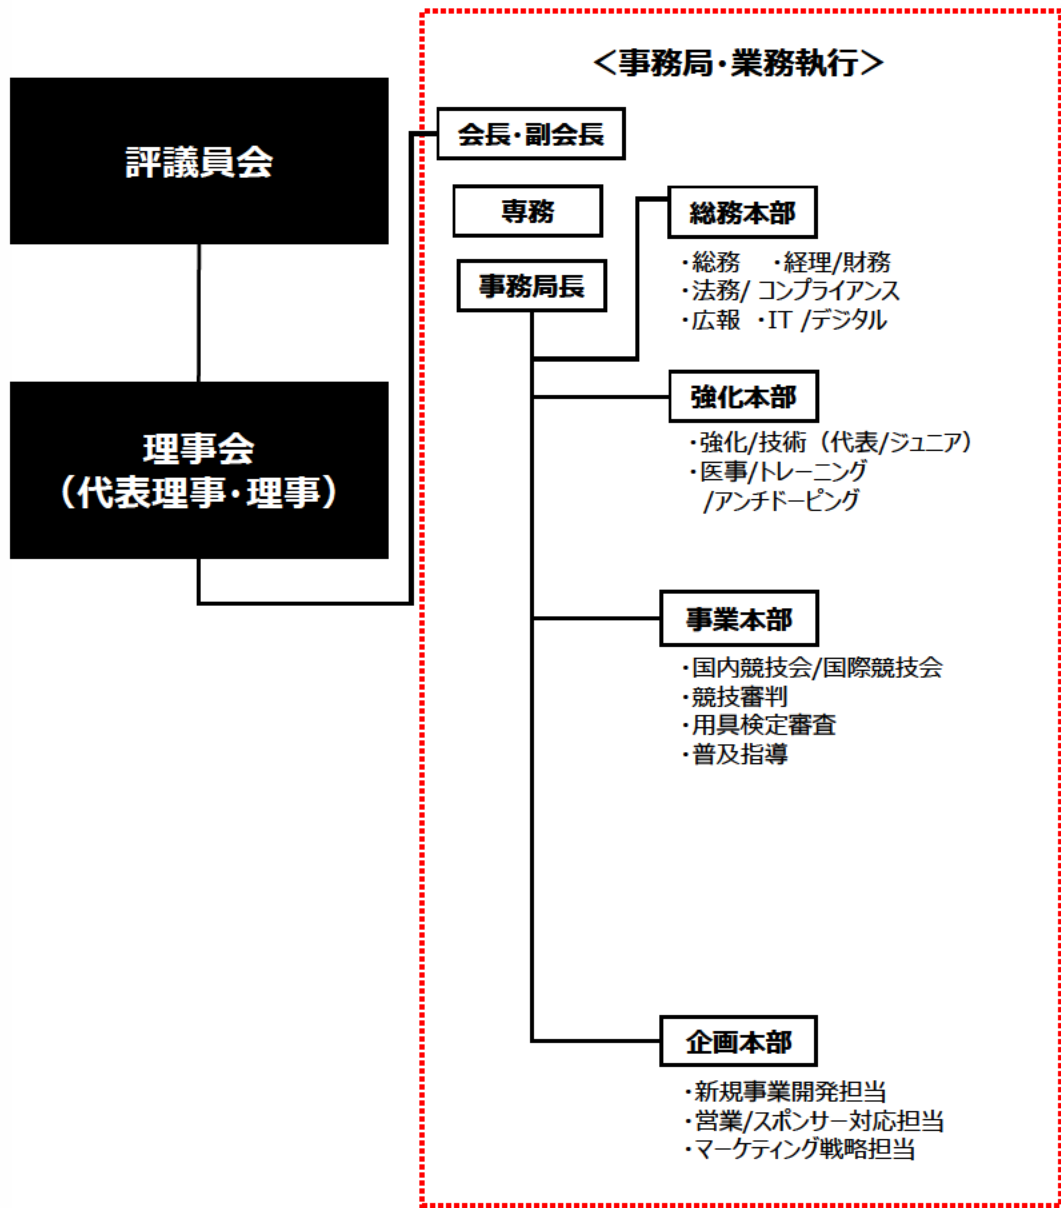 ＜事務局・業務執行＞
評議員会
理事会
（代表理事・理事）
会長・副会長
専務
事務局長
総務本部
・総務　・経理/財務
・法務/ コンプライアンス
・広報 ・IT /デジタル
強化本部
・強化/技術（代表/ジュニア）
・医事/トレーニング
/アンチドーピング
事業本部
・国内競技会/国際競技会
・競技審判
・用具検定審査
・普及指導
企画本部
・新規事業開発担当
・営業/スポンサー対応担当
・マーケティング戦略担当